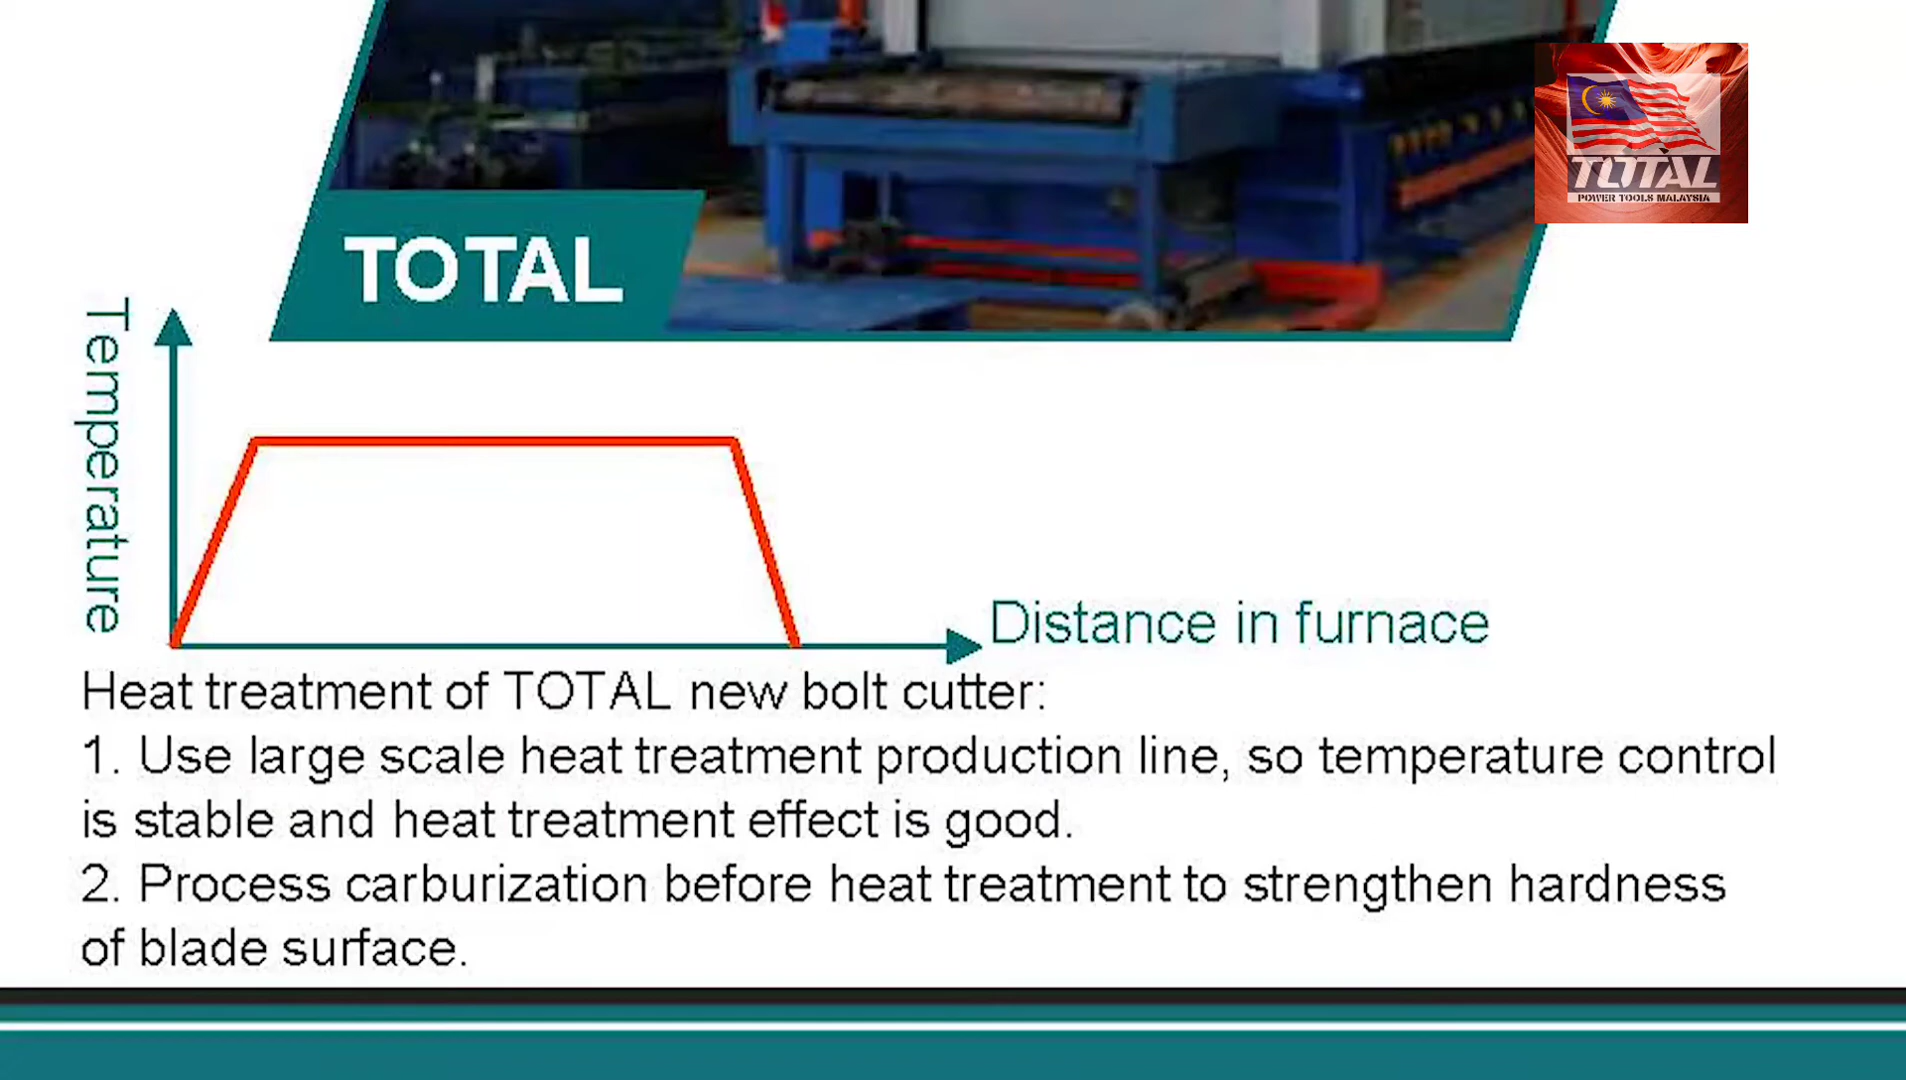 TOTAL
POWER TOOLS MALAYSIA
TOTAL
Temperature
Distance in furnace
Heat treatment of TOTAL new bolt cutter:
1. Use large scale heat treatment production line, so temperature control
is stable and heat treatment effect is good.
2. Process carburization before heat treatment to strengthen hardness
of blade surface.